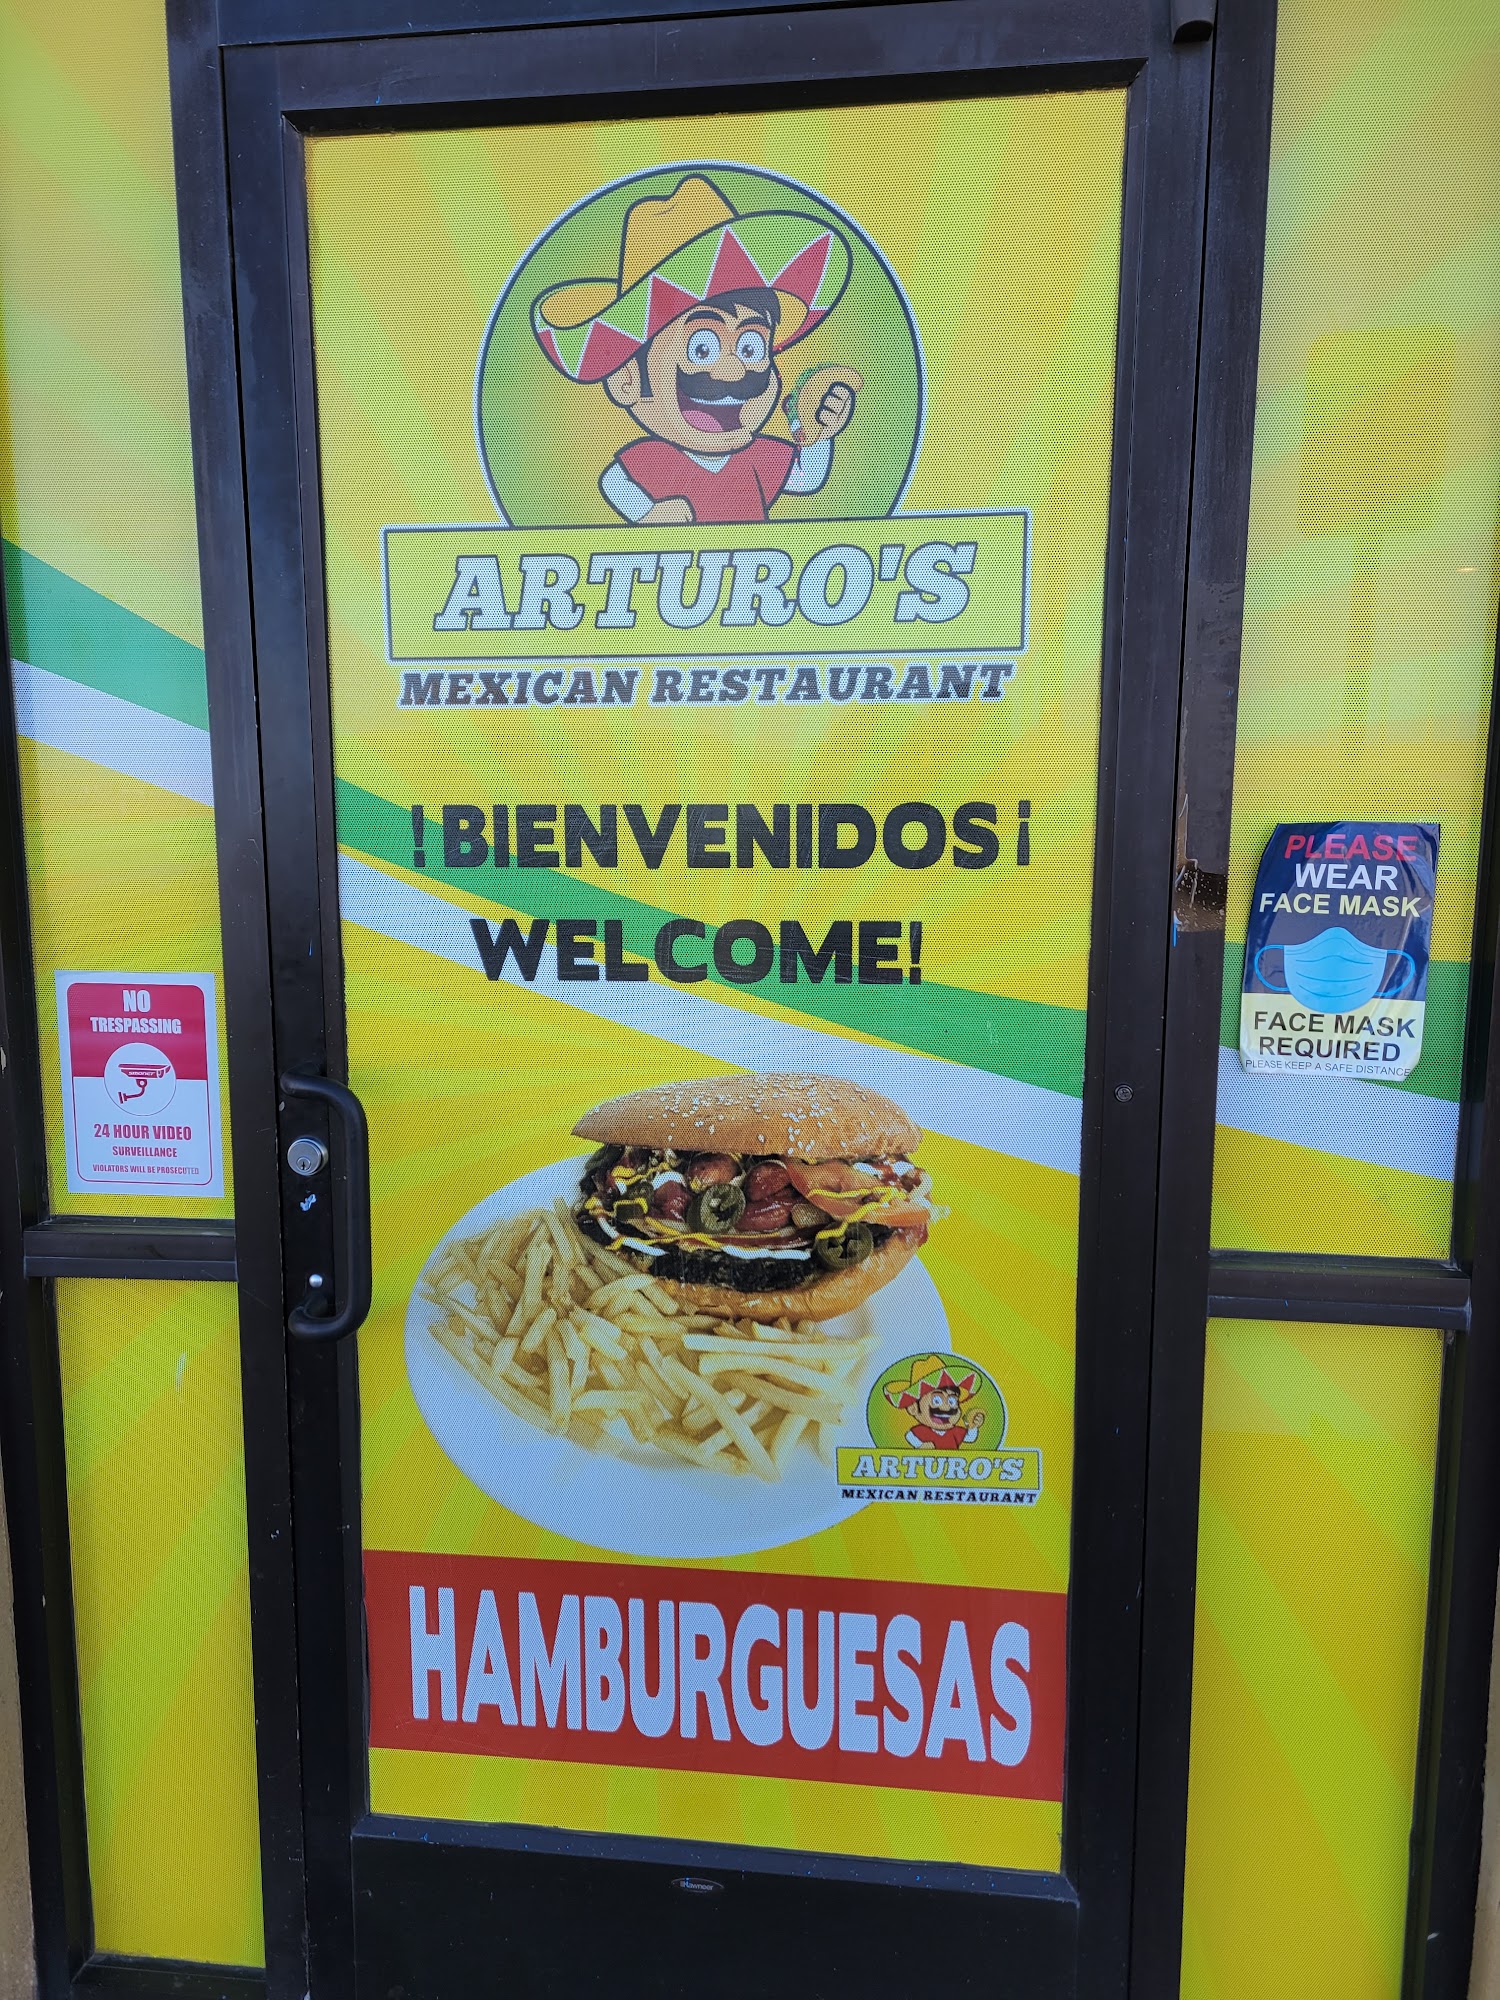 ARTURO'S
MEXICAN RESTAURANT
!BIENVENIDOS¡
WELCOME!
NO
TRESPASSING
24 HOUR VIDEO
SURVEILLANCE
VIOLATORS WILL BE PROSECUTED
PLEASE
WEAR
FACE MASK
FACE MASK
REQUIRED
PLEASE KEEP A SAFE DISTANCE
ARTURO'S
MEXICAN RESTAURANT
HAMBURGUESAS